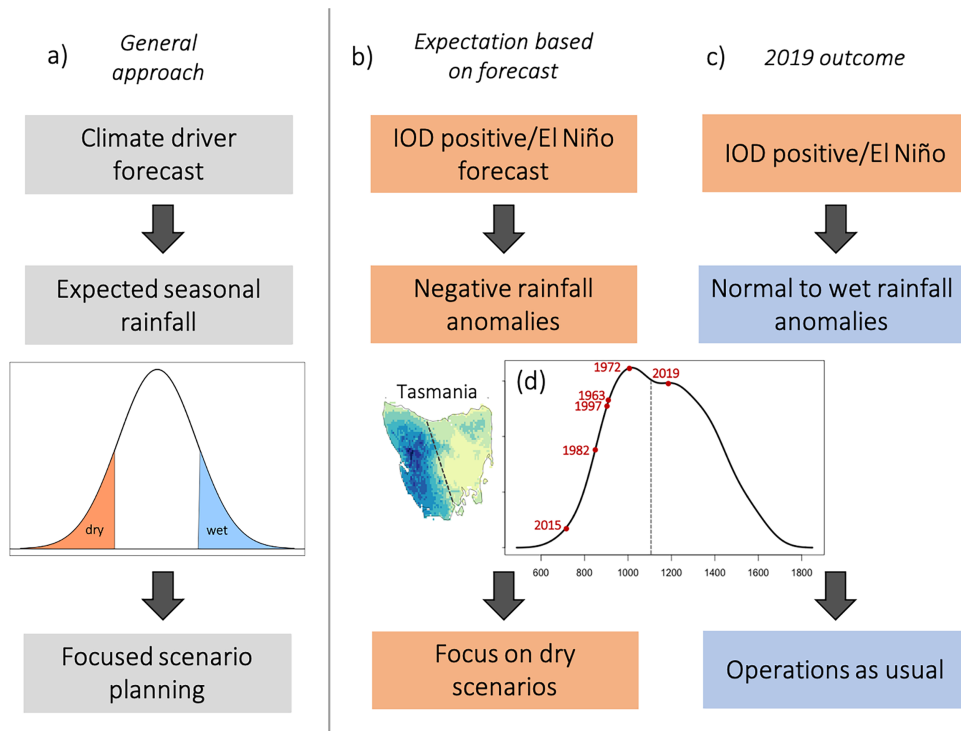 a)
General
approach
Climate driver
forecast
Expected seasonal
rainfall
dry
wet
Focused scenario
planning
b)
Expectation based
on forecast
IOD positive/El Niño
forecast
Negative rainfall
anomalies
c)
2019 outcome
IOD positive/El Niño
Normal to wet rainfall
anomalies
Tasmania
(d)
1972
2019
1963
1997
1982
2015
600 800 1000 1200 1400 1600 1800
Focus on dry
scenarios
Operations as usual